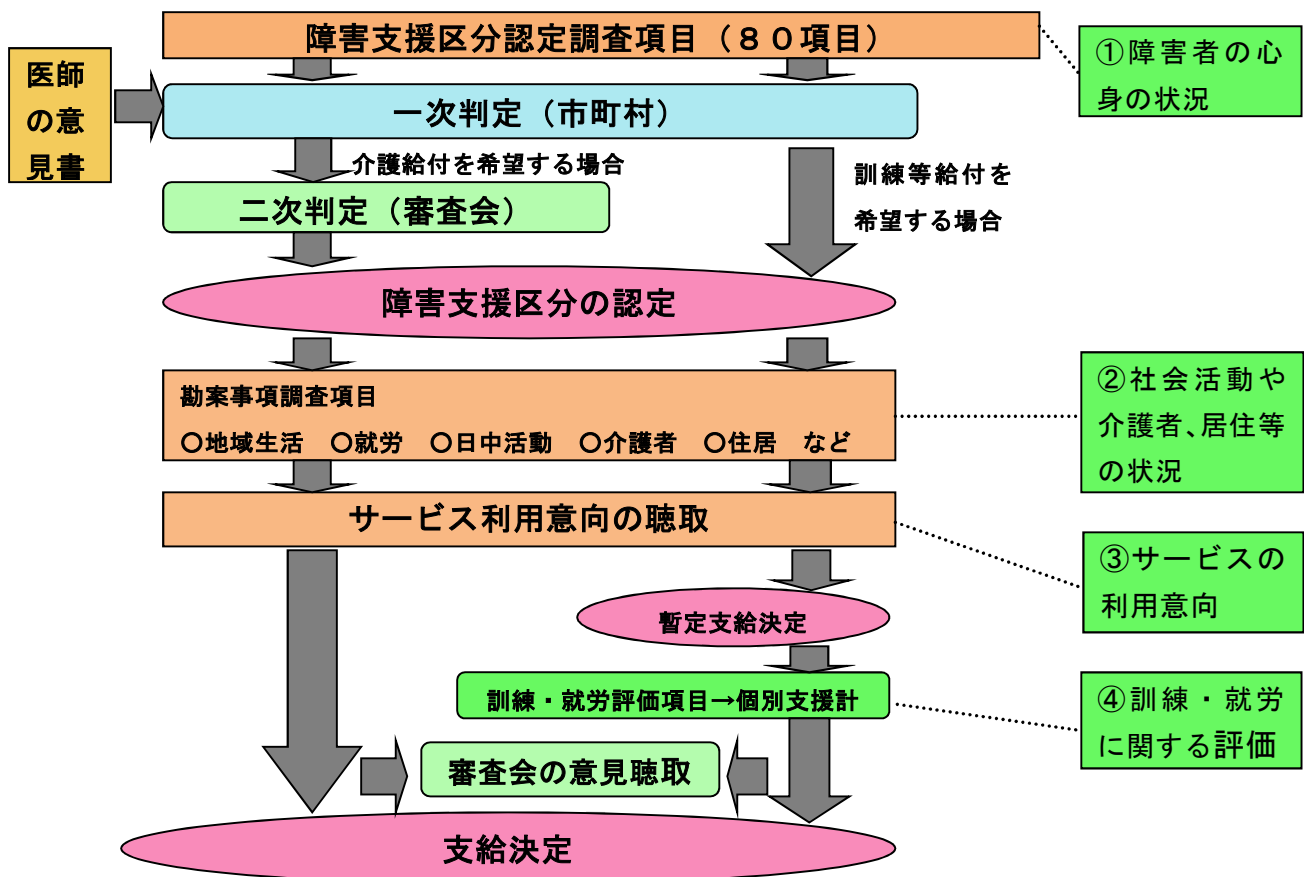 障害支援区分認定調査項目（８０項目）
①障害者の心
身の状況
医師
の意
見書
一次判定（市町村）
介護給付を希望する場合
訓練等給付を
希望する場合
二次判定（審査会）
障害支援区分の認定
勘案事項調査項目
〇地域生活　〇就労　〇日中活動　〇介護者　〇住居　など
②社会活動や
介護者、居住等
の状況
サービス利用意向の聴取
③サービスの
利用意向
暫定支給決定
訓練・就労評価項目→個別支援計
④訓練・就労
に関する評価
審査会の意見聴取
支給決定